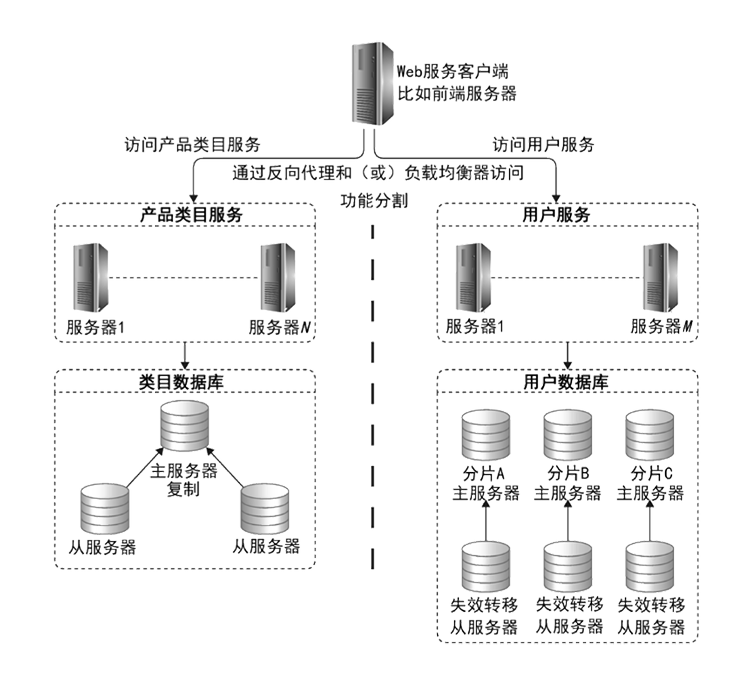 Web服务客户端
比如前端服务器
访问产品类目服务
访问用户服务
通过反向代理和（或）负载均衡器访问
功能分割
产品类目服务
服务器1
服务器N
类目数据库
主服务器
复制
从服务器
从服务器
用户服务
服务器1
服务器M
用户数据库
分片A
主服务器
分片B
主服务器
分片C
主服务器
失效转移
从服务器
失效转移
从服务器
失效转移
从服务器